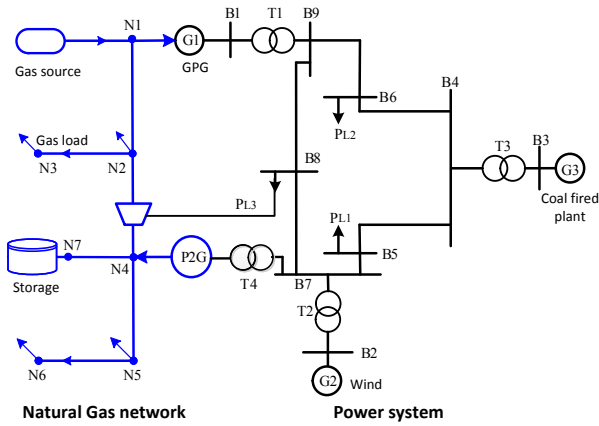 N1
G1
GPG
B1
T1
B9
Gas source
B4
B6
PL2
Gas load
N3
N2
B8
T3
B3
G3
Coal fired
plant
PL3
PL1
N7
N4
P2G
T4
B7
B5
Storage
T2
B2
N6
N5
G2
Wind
Natural Gas network
Power system